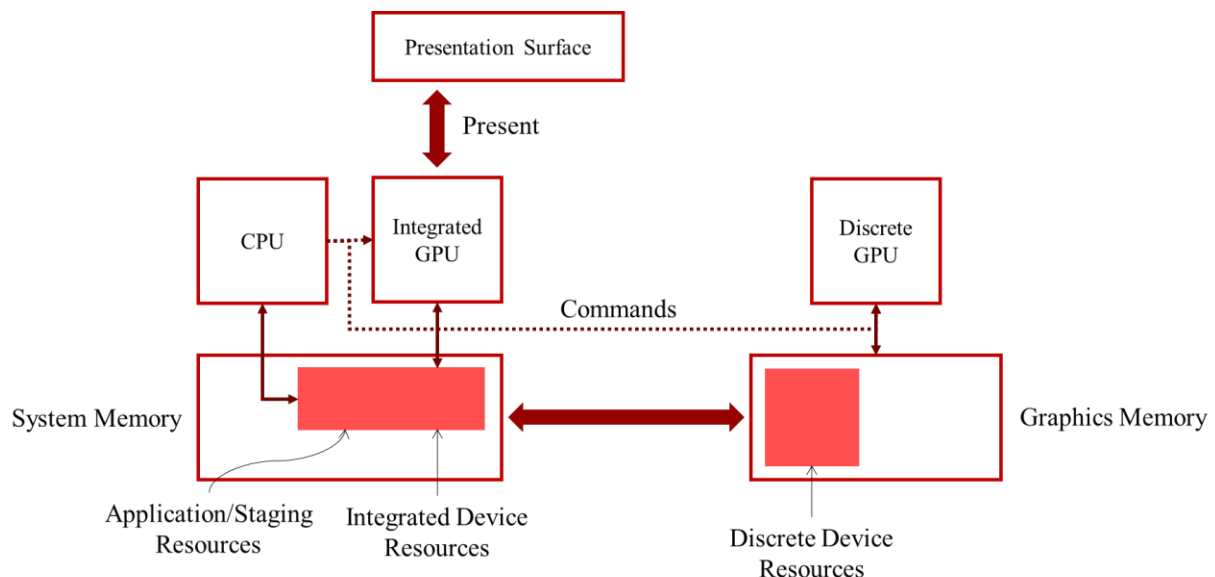 Presentation Surface
Present
CPU
Integrated
GPU
Discrete
GPU
Commands
System Memory
Graphics Memory
Application/Staging
Resources
Integrated Device
Resources
Discrete Device
Resources